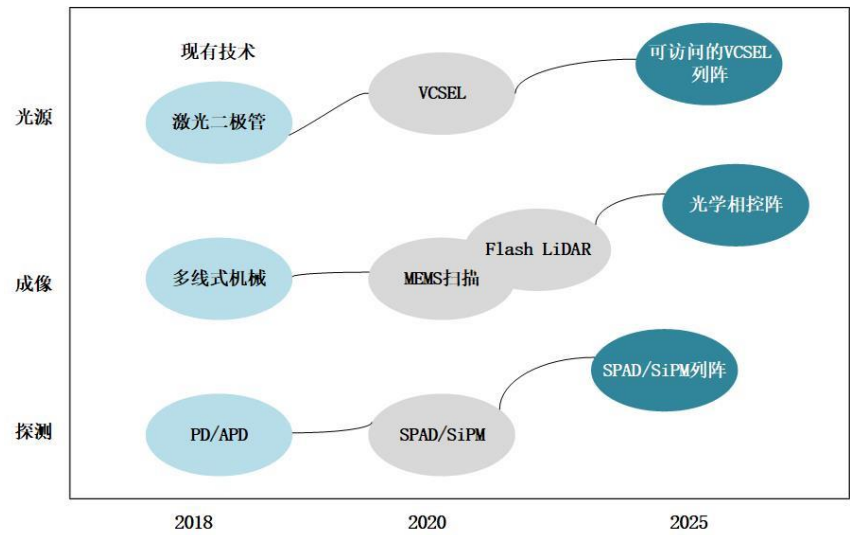 现有技术
光源
激光二极管
VCSEL
可访问的VCSEL
列阵
成像
多线式机械
MEMS扫描
Flash LiDAR
光学相控阵
探测
PD/APD
SPAD/SiPM
SPAD/SiPM列阵
2018
2020
2025